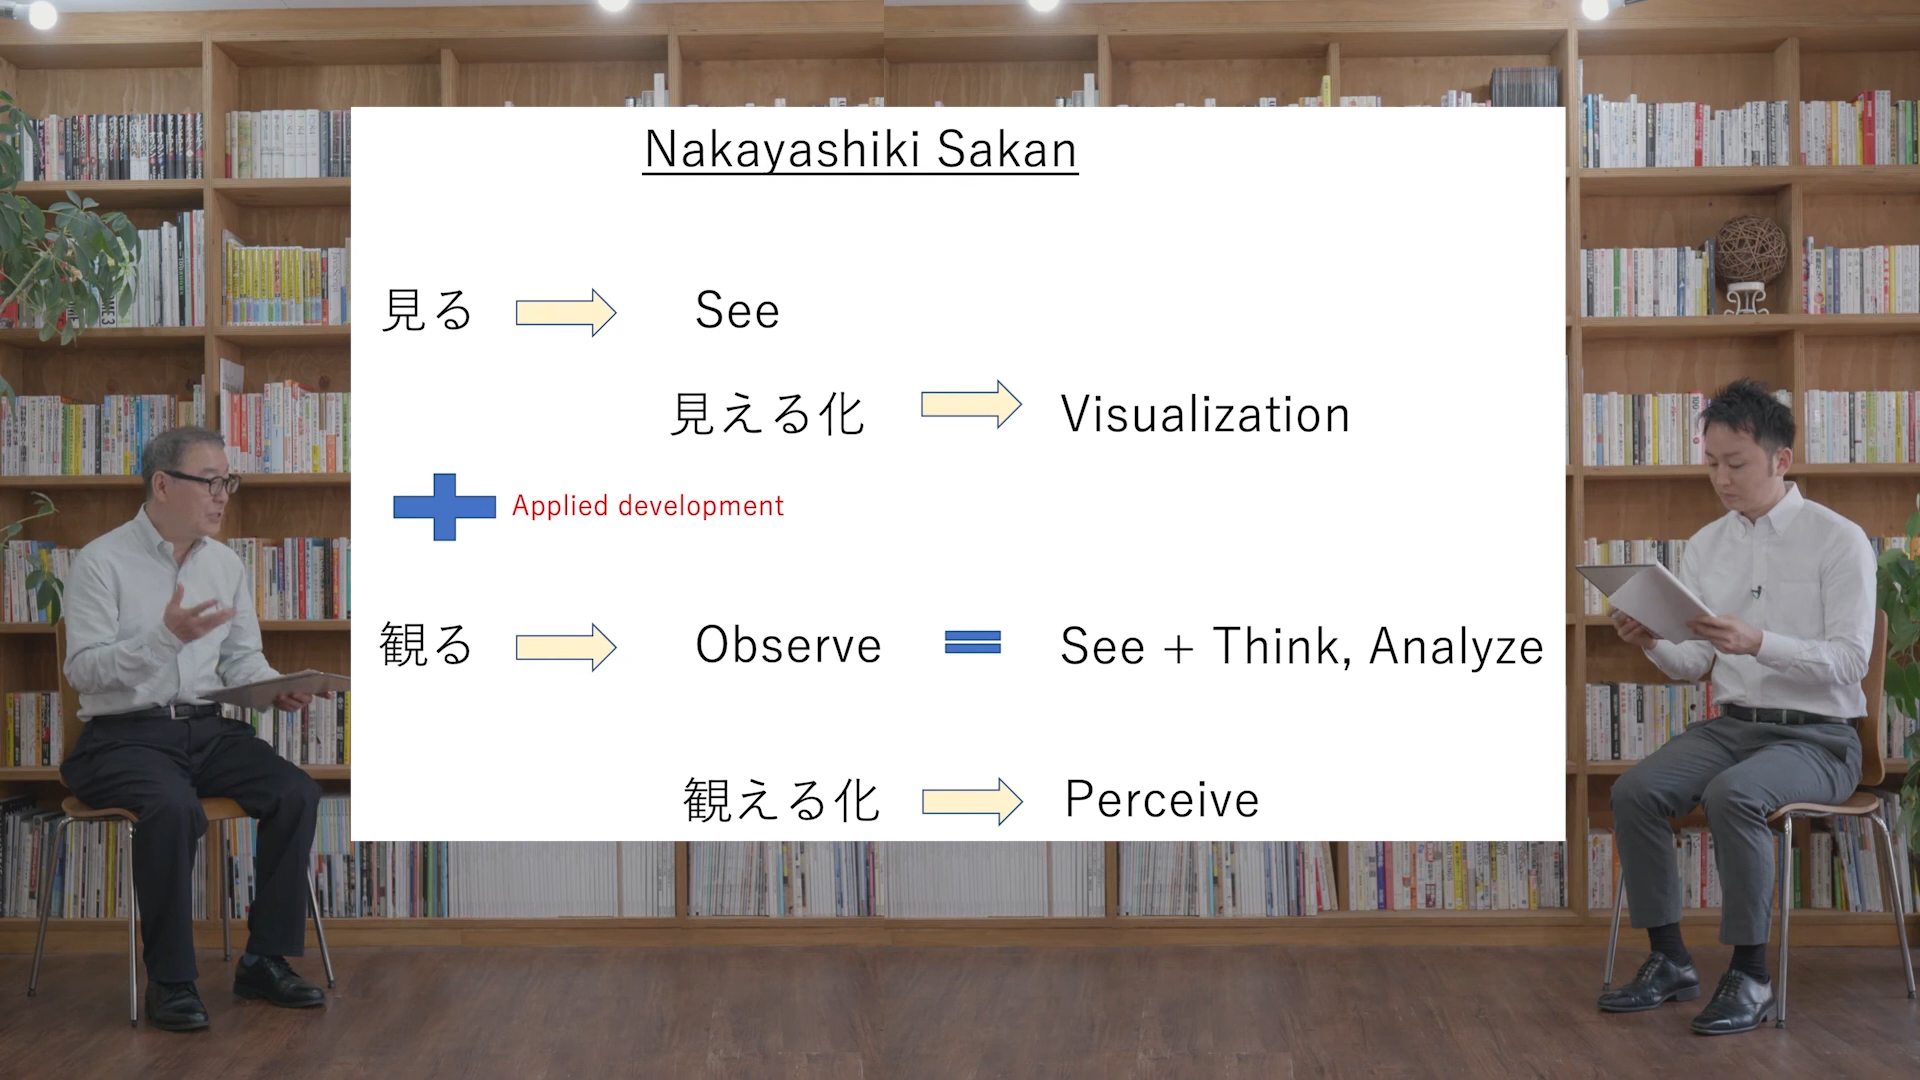 Nakayashiki Sakan
見る See
見える化 Visualization
Applied development
観る Observe = See + Think, Analyze
観える化 Perceive